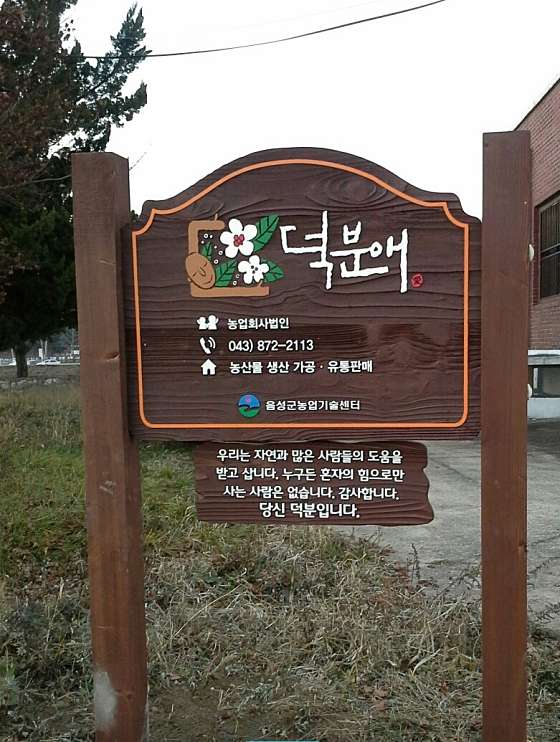 덕분애
농업회사법인
043) 872-2113
농산물 생산 가공 · 유통판매
음성군농업기술센터
우리는 자연과 많은 사람들의 도움을
받고 삽니다. 누구든 혼자의 힘으로만
사는 사람은 없습니다. 감사합니다.
당신 덕분입니다.